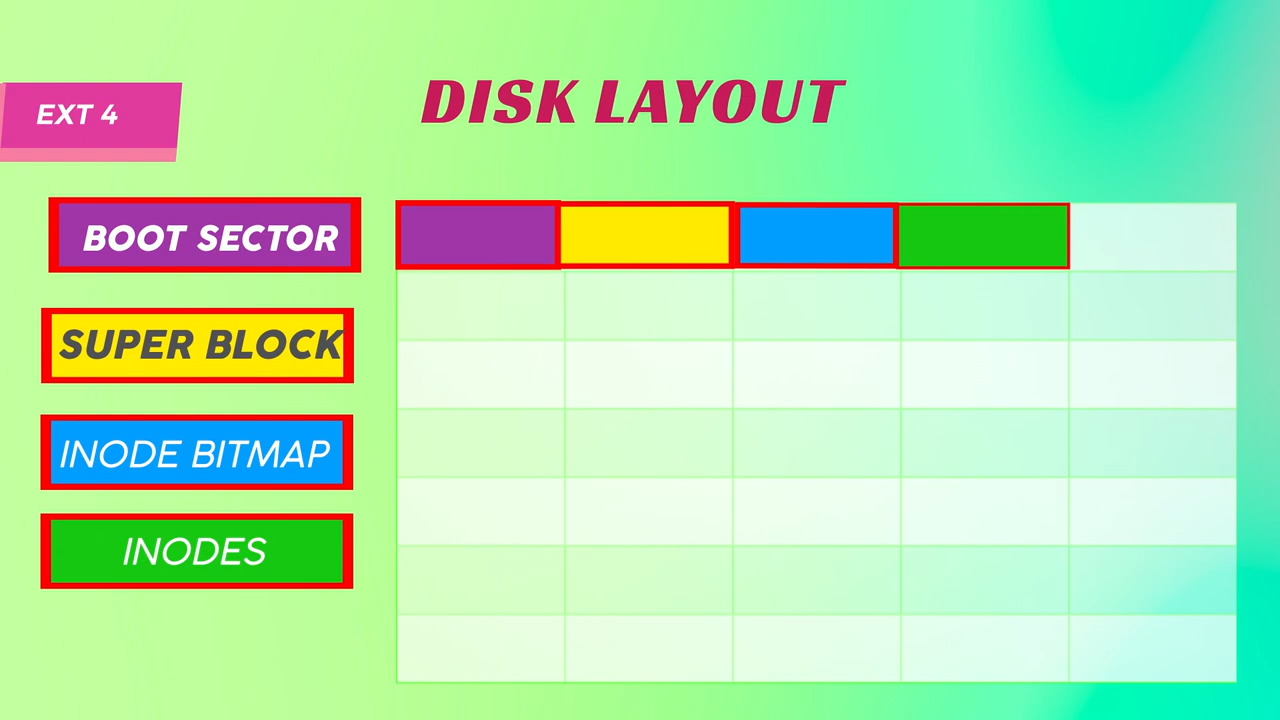 DISK LAYOUT
EXT 4
BOOT SECTOR
SUPER BLOCK
INODE BITMAP
INODES